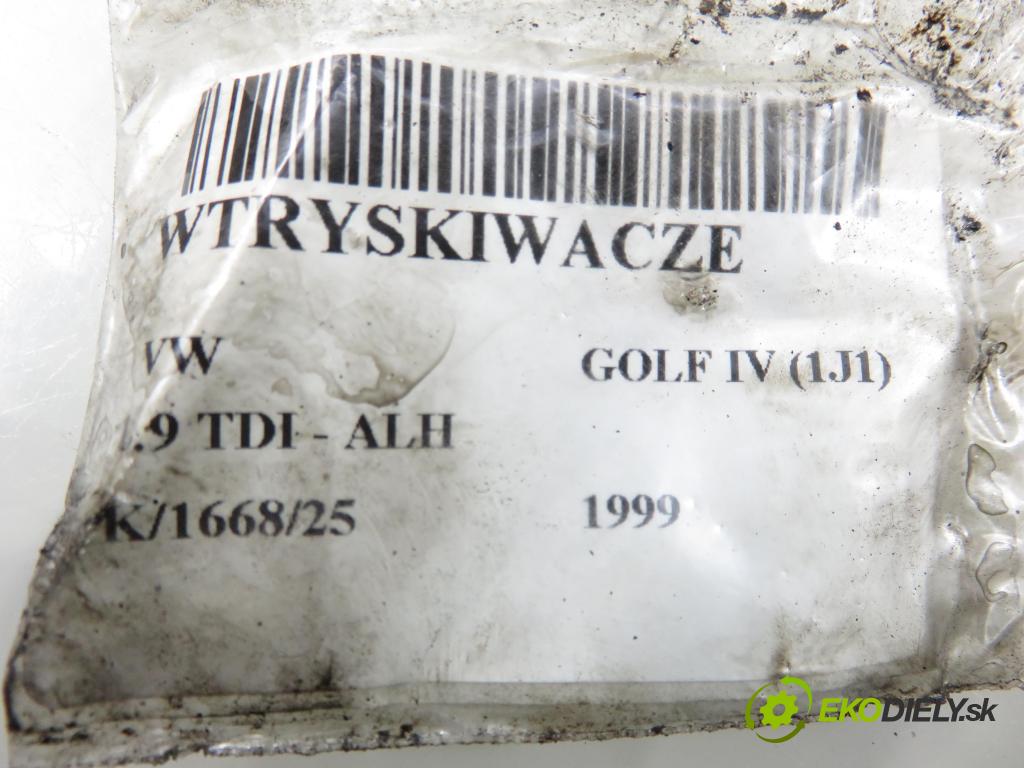 WTRYSKIWACZE
VW GOLF IV (1J1)
.9 TDI - ALH
K/1668/25 1999
EKODIELY.sk